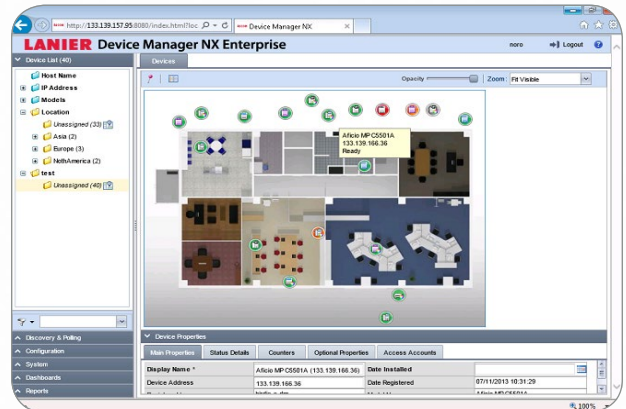 http://133.139.157.95:8080/index.html?loc
Device Manager NX
LANIER Device Manager NX Enterprise
noro
Logout
Device List (40)
Devices
Host Name
IP Address
Models
Location
Unassigned (33)
Asia (2)
Europe (3)
NothAmerica (2)
test
Unassigned (40)
Opacity
Zoom: Fit Visible
Aficio MP C5501A
133.139.166.36
Ready
Discovery & Polling
Configuration
System
Dashboards
Reports
Device Properties
Main Properties
Status Details
Counters
Optional Properties
Access Accounts
Display Name *
Aficio MP C5501A (133.139.166.36)
Date Installed
Device Address
133.139.166.36
Date Registered
07/11/2013 10:31:29
100%